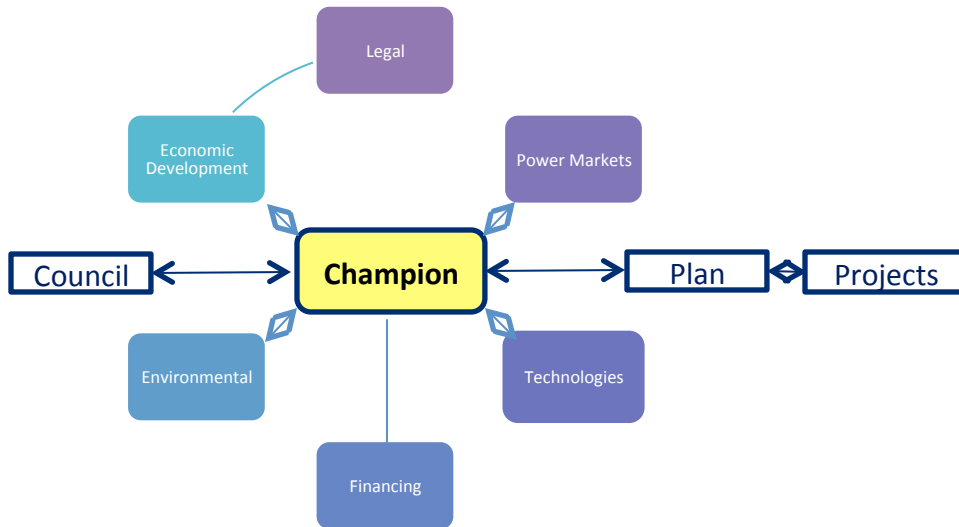 Legal
Economic
Development
Power Markets
Council
Champion
Plan
Projects
Environmental
Technologies
Financing